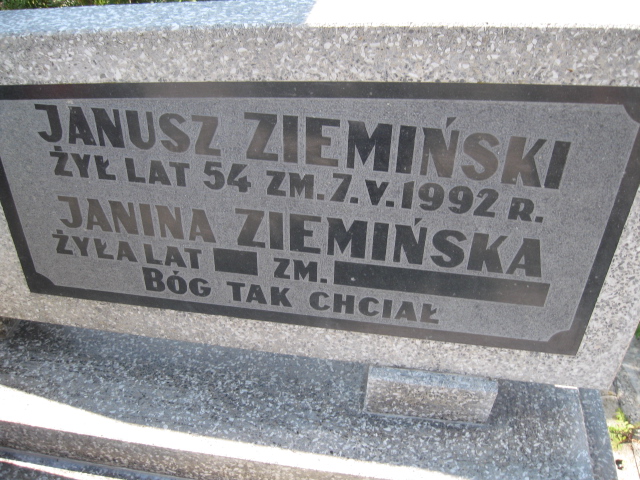 JANUSZ ZIEMIŃSKI
ŻYŁ LAT 54 ZM. 7. V. 1992 R.
JANINA ZIEMIŃSKA
ŻYŁA LAT ZM.
BÓG TAK CHCIAŁ